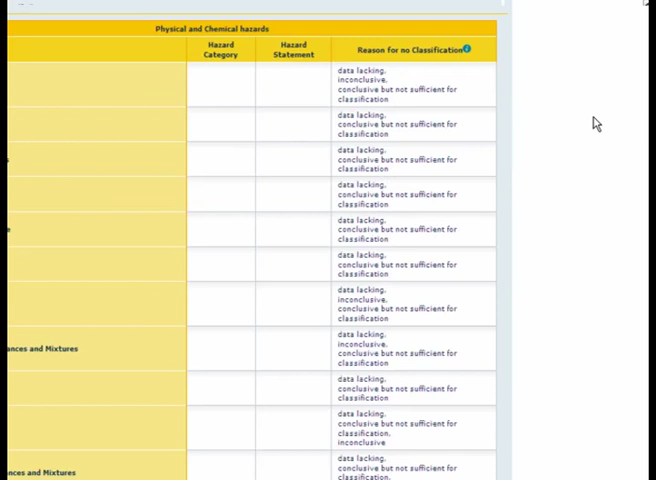 Physical and Chemical hazards
Hazard Category
Hazard Statement
Reason for no Classification
data lacking.
inconclusive.
conclusive but not sufficient for
classification
data lacking.
conclusive but not sufficient for
classification
s
data lacking.
conclusive but not sufficient for
classification
data lacking.
conclusive but not sufficient for
classification
e
data lacking.
conclusive but not sufficient for
classification
data lacking.
conclusive but not sufficient for
classification
data lacking.
inconclusive.
conclusive but not sufficient for
classification
ances and Mixtures
data lacking.
inconclusive.
conclusive but not sufficient for
classification
data lacking.
conclusive but not sufficient for
classification
data lacking.
conclusive but not sufficient for
classification.
inconclusive
nces and Mixtures
data lacking.
conclusive but not sufficient for
classification.